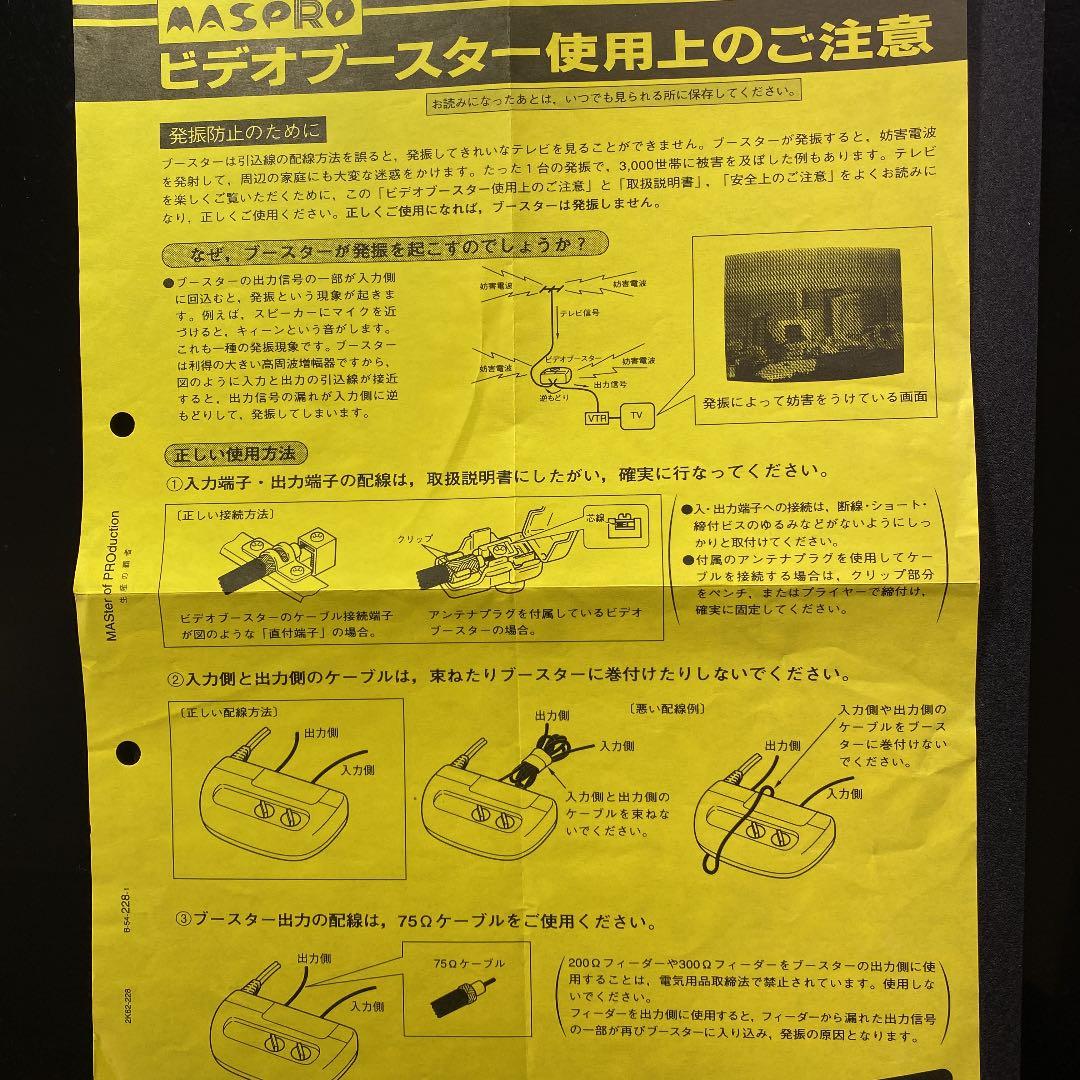 MASPRO
ビデオブースター使用上のご注意
お読みになったあとは、いつでも見られる所に保存してください。
発振防止のために
ブースターは引込線の配線方法を誤ると，発振してきれいなテレビを見ることができません。ブースターが発振すると，妨害電波
を発射して，周辺の家庭にも大変な迷惑をかけます。たった1台の発振で，3,000世帯に被害を及ぼした例もあります。テレビ
を楽しくご覧いただくために，この「ビデオブースター使用上のご注意」と「取扱説明書」，「安全上のご注意」をよくお読みに
なり，正しくご使用ください。正しくご使用になれば，ブースターは発振しません。
なぜ，ブースターが発振を起こすのでしょうか？
●ブースターの出力信号の一部が入力側
に回込むと，発振という現象が起きま
す。例えば，スピーカーにマイクを近
づけると，キィーンという音がします。
これも一種の発振現象です。ブースター
は利得の大きい高周波増幅器ですから，
図のように入力と出力の引込線が接近
すると，出力信号の漏れが入力側に逆
もどりして，発振してしまいます。
妨害電波
妨害電波
テレビ信号
妨害電波
ビデオブースター
妨害電波
出力信号
逆もどり
VTR
TV
発振によって妨害をうけている画面
正しい使用方法
①入力端子・出力端子の配線は，取扱説明書にしたがい，確実に行なってください。
〔正しい接続方法〕
クリップ
芯線
ビデオブースターのケーブル接続端子
が図のような「直付端子」の場合。
アンテナプラグを付属しているビデオ
ブースターの場合。
●入・出力端子への接続は，断線・ショート・
締付ビスのゆるみなどがないようにしっ
かりと取付けてください。
●付属のアンテナプラグを使用してケー
ブルを接続する場合は，クリップ部分
をペンチ，またはプライヤーで締付け，
確実に固定してください。
MASter of PROduction
生産の覇者
②入力側と出力側のケーブルは，束ねたりブースターに巻付けたりしないでください。
〔正しい配線方法〕
出力側
入力側
〔悪い配線例〕
出力側
入力側
入力側と出力側の
ケーブルを束ねな
いでください。
出力側
入力側
入力側や出力側の
ケーブルをブース
ターに巻付けない
でください。
B-54-228-1
③ブースター出力の配線は，75Ωケーブルをご使用ください。
出力側
入力側
75Ωケーブル
200Ωフィーダーや300Ωフィーダーをブースターの出力側に使
用することは，電気用品取締法で禁止されています。使用しな
いでください。
フィーダーを出力側に使用すると，フィーダーから漏れた出力信号
の一部が再びブースターに入り込み，発振の原因となります。
2K62-228